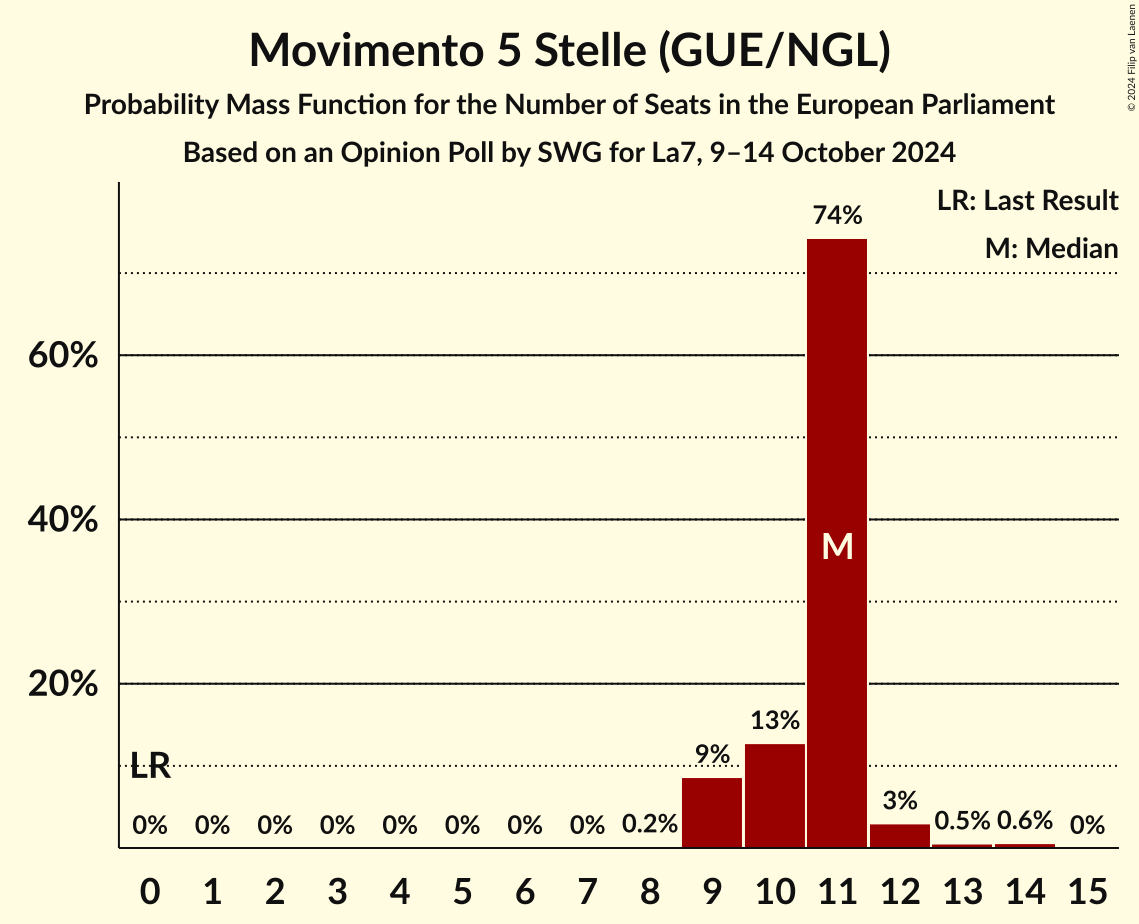 Movimento 5 Stelle (GUE/NGL)
Probability Mass Function for the Number of Seats in the European Parliament
Based on an Opinion Poll by SWG for La7, 9–14 October 2024
© 2024 Filip van Laenen
LR: Last Result
M: Median
74%
60%
40%
M
20%
13%
9%
LR
3%
0% 0% 0% 0% 0% 0% 0% 0% 0.2% 0.5% 0.6% 0%
0 1 2 3 4 5 6 7 8 9 10 11 12 13 14 15